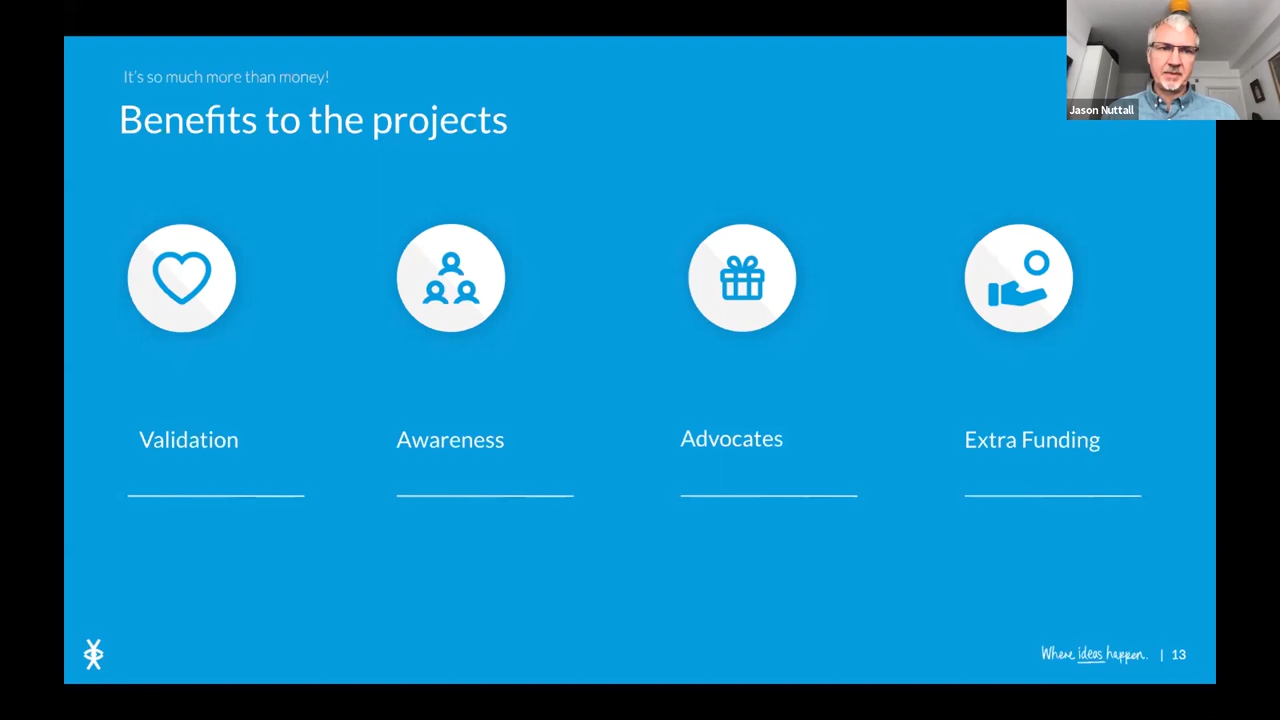 It's so much more than money!
Benefits to the projects
Jason Nuttall
Validation
Awareness
Advocates
Extra Funding
Where ideas happen. | 13